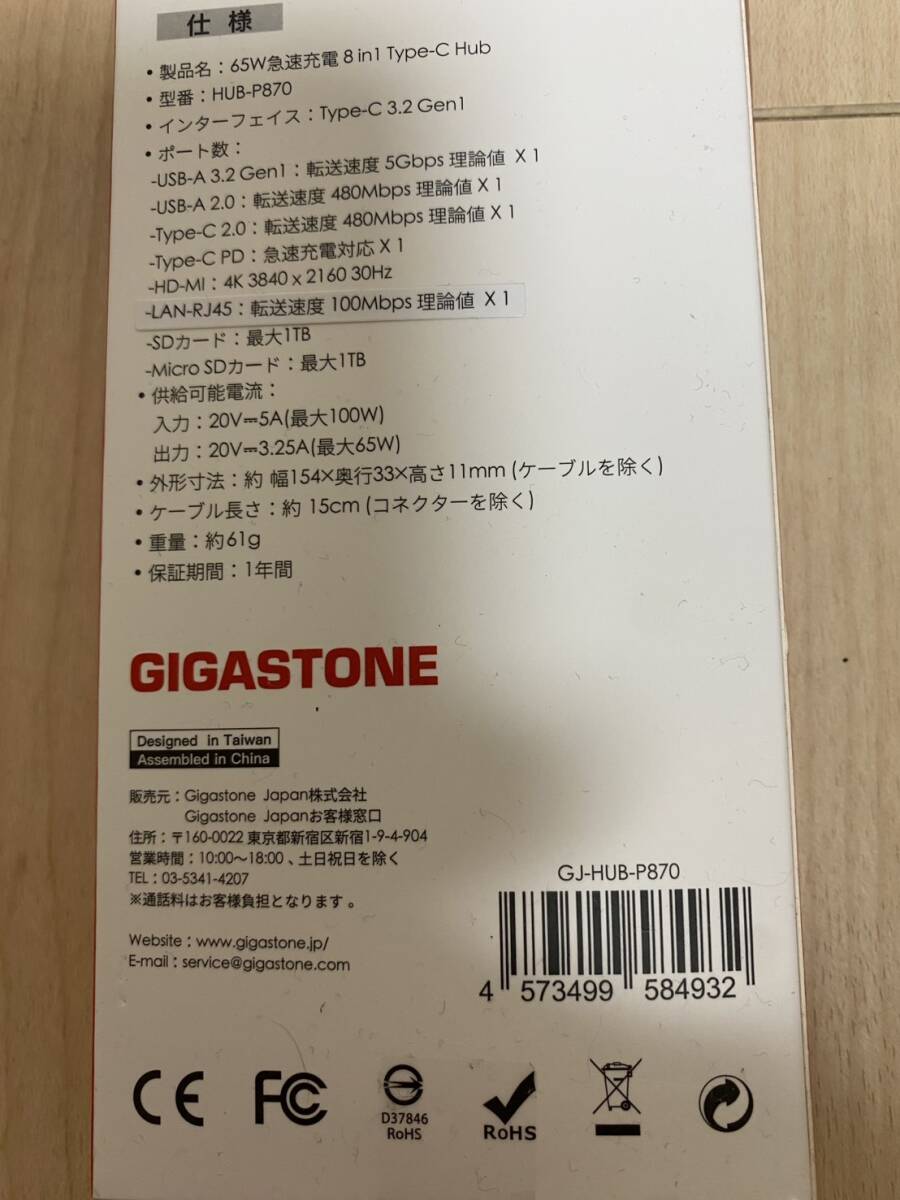 仕 様
・製品名：65W急速充電 8 in1 Type-C Hub
・型番：HUB-P870
・インターフェイス：Type-C 3.2 Gen1
・ポート数：
-USB-A 3.2 Gen1：転送速度 5Gbps 理論値 X 1
-USB-A 2.0：転送速度 480Mbps 理論値 X 1
-Type-C 2.0：転送速度 480Mbps 理論値 X 1
-Type-C PD：急速充電対応 X 1
-HD-MI：4K 3840 x 2160 30Hz
-LAN-RJ45：転送速度 100Mbps 理論値 X 1
-SDカード：最大1TB
-Micro SDカード：最大1TB
・供給可能電流：
入力：20V⎓5A(最大100W)
出力：20V⎓3.25A(最大65W)
・外形寸法：約 幅154×奥行33×高さ11mm (ケーブルを除く)
・ケーブル長さ：約 15cm (コネクターを除く)
・重量：約61g
・保証期間：1年間
GIGASTONE
Designed in Taiwan
Assembled in China
販売元：Gigastone Japan株式会社
Gigastone Japanお客様窓口
住所：〒160-0022 東京都新宿区新宿1-9-4-904
営業時間：10:00〜18:00 、土日祝日を除く
TEL：03-5341-4207
※通話料はお客様負担となります 。
Website：www.gigastone.jp/
E-mail：service@gigastone.com
GJ-HUB-P870
4 573499 584932
CE FC
D37846
RoHS
RoHS